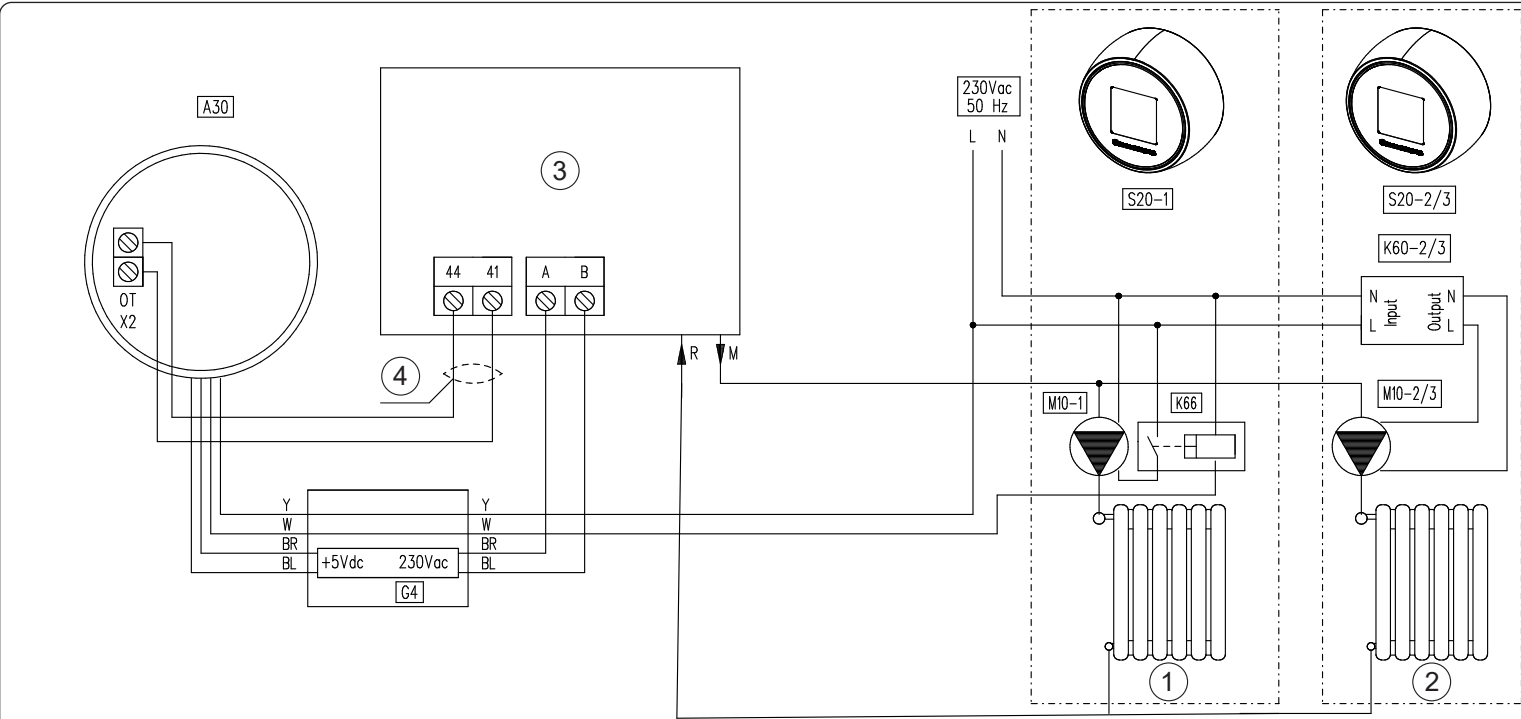 A30
OT
X2
3
44 41 A B
4
R M
230Vac
50 Hz
L N
S20-1
S20-2/3
K60-2/3
N Input Output N
L L
M10-1
K66
M10-2/3
Y Y
W W
BR BR
BL BL
+5Vdc 230Vac
G4
1
2